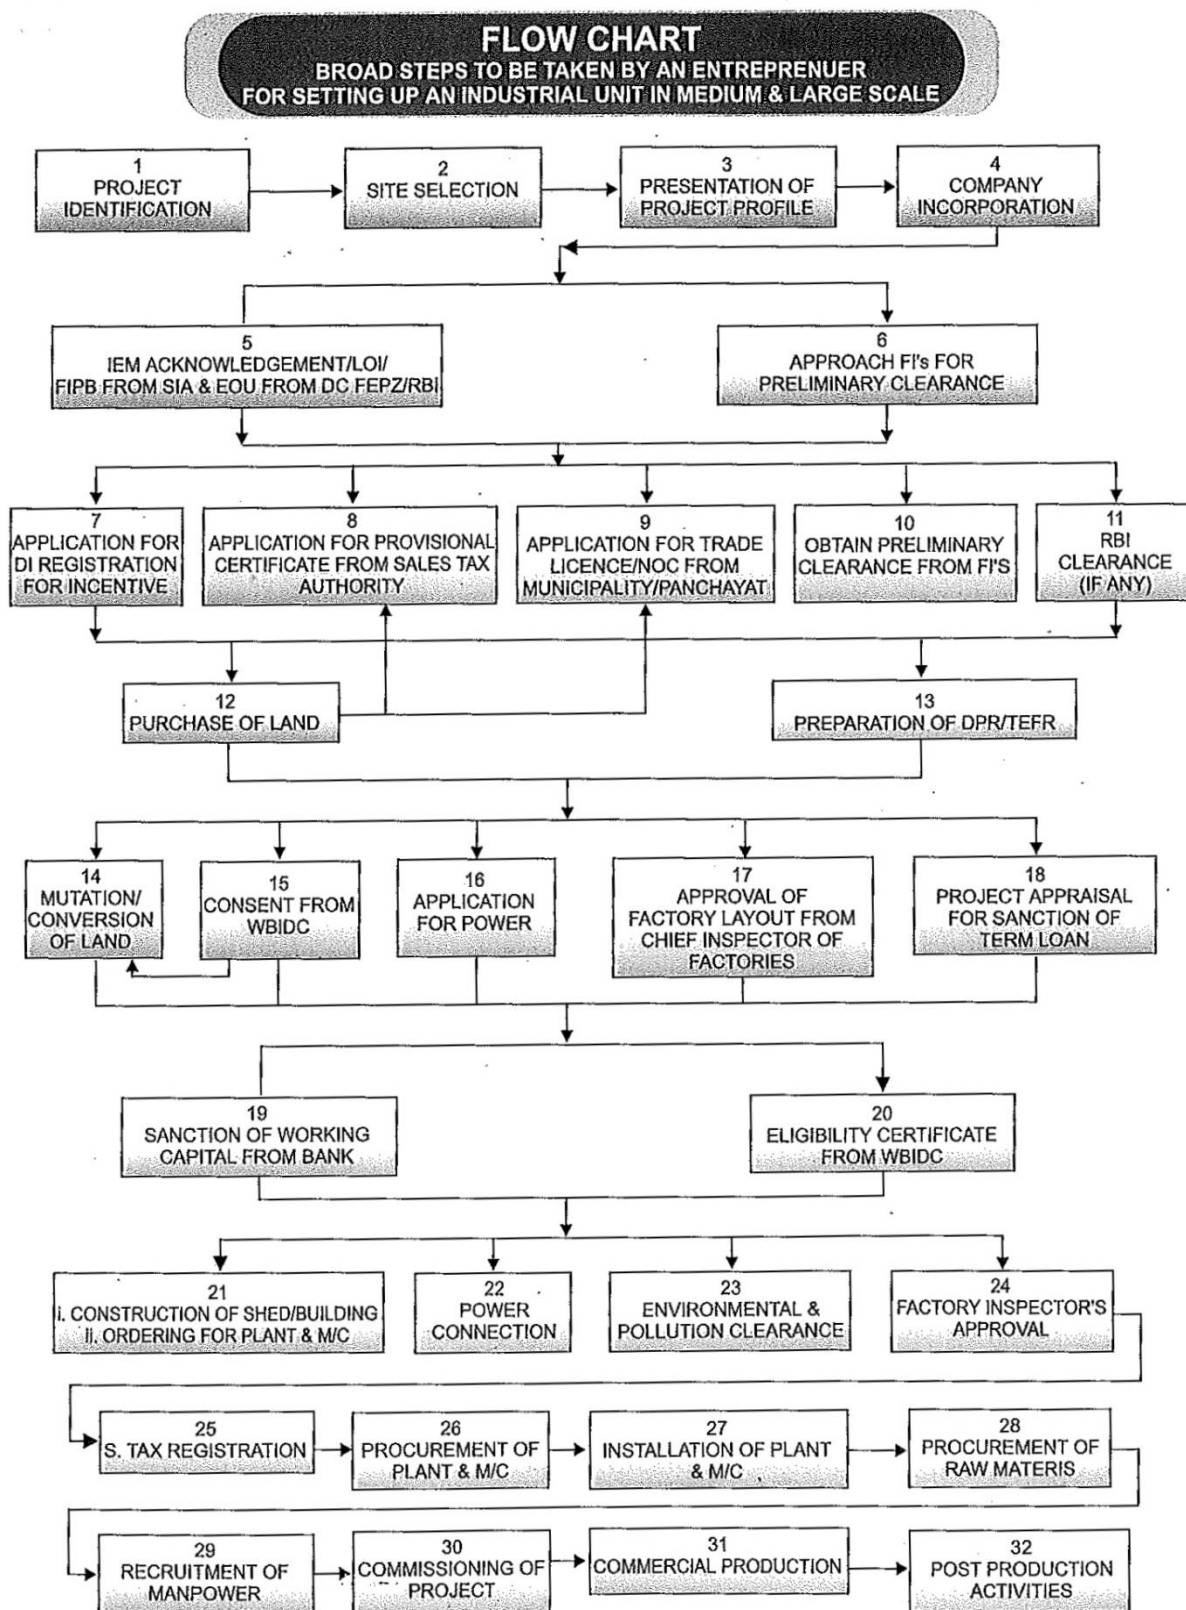 FLOW CHART
BROAD STEPS TO BE TAKEN BY AN ENTREPRENUER
FOR SETTING UP AN INDUSTRIAL UNIT IN MEDIUM & LARGE SCALE
1
PROJECT
IDENTIFICATION
2
SITE SELECTION
3
PRESENTATION OF
PROJECT PROFILE
4
COMPANY
INCORPORATION
5
IEM ACKNOWLEDGEMENT/LOI/
FIPB FROM SIA & EOU FROM DC FEPZ/RBI
6
APPROACH FI's FOR
PRELIMINARY CLEARANCE
7
APPLICATION FOR
DI REGISTRATION
FOR INCENTIVE
8
APPLICATION FOR PROVISIONAL
CERTIFICATE FROM SALES TAX
AUTHORITY
9
APPLICATION FOR TRADE
LICENCE/NOC FROM
MUNICIPALITY/PANCHAYAT
10
OBTAIN PRELIMINARY
CLEARANCE FROM FI'S
11
RBI
CLEARANCE
(IF ANY)
12
PURCHASE OF LAND
13
PREPARATION OF DPR/TEFR
14
MUTATION/
CONVERSION
OF LAND
15
CONSENT FROM
WBIDC
16
APPLICATION
FOR POWER
17
APPROVAL OF
FACTORY LAYOUT FROM
CHIEF INSPECTOR OF
FACTORIES
18
PROJECT APPRAISAL
FOR SANCTION OF
TERM LOAN
19
SANCTION OF WORKING
CAPITAL FROM BANK
20
ELIGIBILITY CERTIFICATE
FROM WBIDC
21
i. CONSTRUCTION OF SHED/BUILDING
ii. ORDERING FOR PLANT & M/C
22
POWER
CONNECTION
23
ENVIRONMENTAL &
POLLUTION CLEARANCE
24
FACTORY INSPECTOR'S
APPROVAL
25
S. TAX REGISTRATION
26
PROCUREMENT OF
PLANT & M/C
27
INSTALLATION OF PLANT
& M/C
28
PROCUREMENT OF
RAW MATERIS
29
RECRUITMENT OF
MANPOWER
30
COMMISSIONING OF
PROJECT
31
COMMERCIAL PRODUCTION
32
POST PRODUCTION
ACTIVITIES